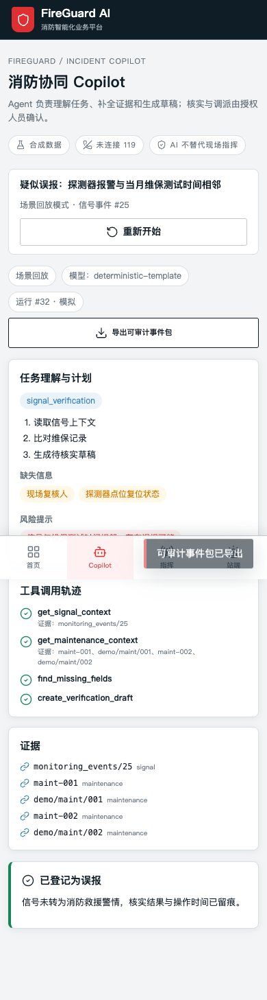 FireGuard AI
消防智能化业务平台
FIREGUARD / INCIDENT COPILOT
消防协同 Copilot
Agent 负责理解任务、补全证据和生成草稿；核实与调派由授权
人员确认。
合成数据
未连接 119
AI 不替代现场指挥
疑似误报：探测器报警与当月维保测试时间相邻
场景回放模式 · 信号事件 #25
重新开始
场景回放
模型：deterministic-template
运行 #32 · 模拟
导出可审计事件包
任务理解与计划
signal_verification
1. 读取信号上下文
2. 比对维保记录
3. 生成待核实草稿
缺失信息
现场复核人
探测器点位复位状态
风险提示
首页
Copilot
指挥
站端
可审计事件包已导出
工具调用轨迹
get_signal_context
证据：monitoring_events/25
get_maintenance_context
证据：maint-001、demo/maint/001、maint-002、
demo/maint/002
find_missing_fields
create_verification_draft
证据
monitoring_events/25 signal
maint-001 maintenance
demo/maint/001 maintenance
maint-002 maintenance
demo/maint/002 maintenance
已登记为误报
信号未转为消防救援警情，核实结果与操作时间已留痕。